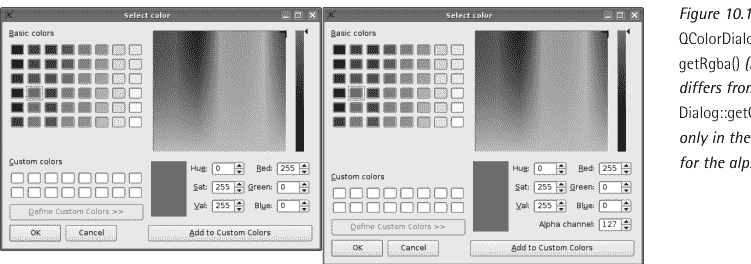 Select color
Basic colors
Custom colors
Hue: 0 Red: 255
Sat: 255 Green: 0
Val: 255 Blue: 0
Define Custom Colors >>
OK Cancel Add to Custom Colors
Select color
Basic colors
Custom colors
Hue: 0 Red: 255
Sat: 255 Green: 0
Val: 255 Blue: 0
Alpha channel: 127
Define Custom Colors >>
OK Cancel Add to Custom Colors
Figure 10.1
QColorDialo
getRgba()
differs from
Dialog::get
only in the
for the alp